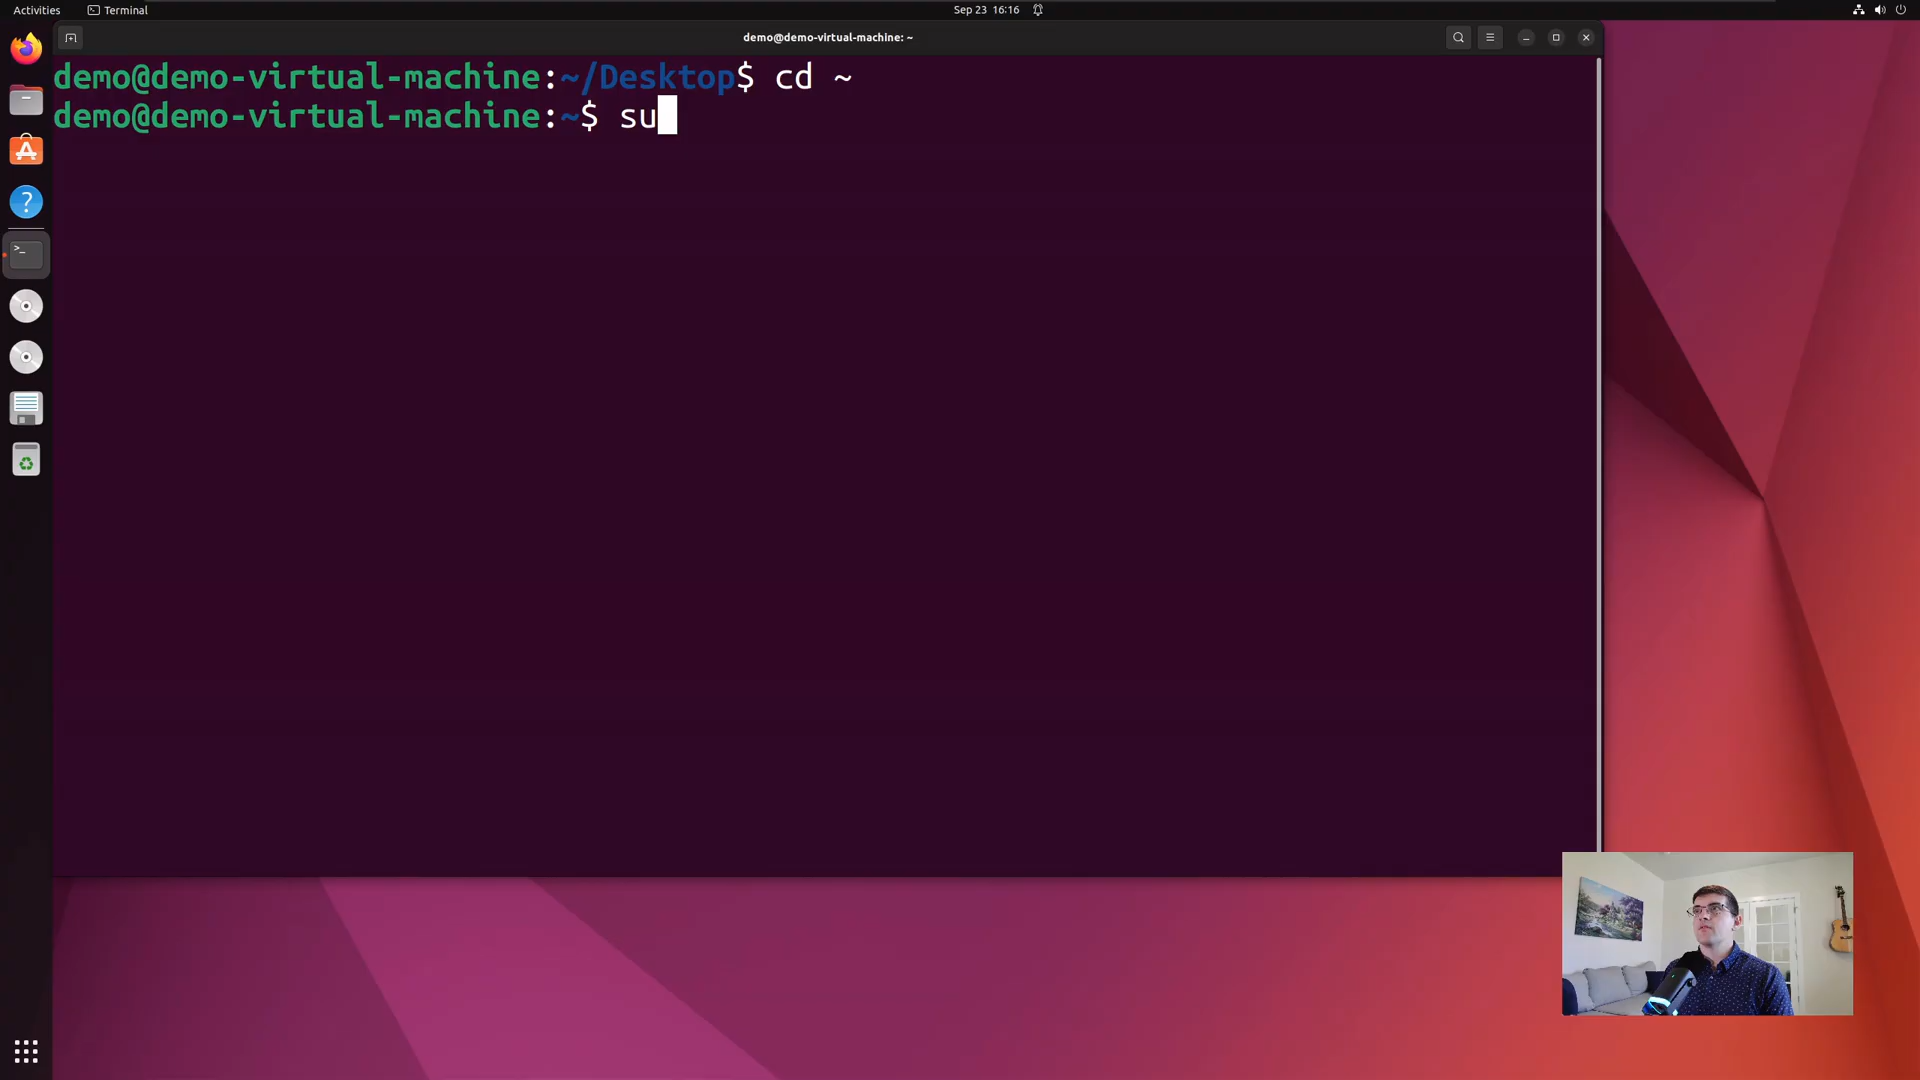 Activities Terminal Sep 23 16:16
demo@demo-virtual-machine: ~
demo@demo-virtual-machine:~/Desktop$ cd ~
demo@demo-virtual-machine:~$ su